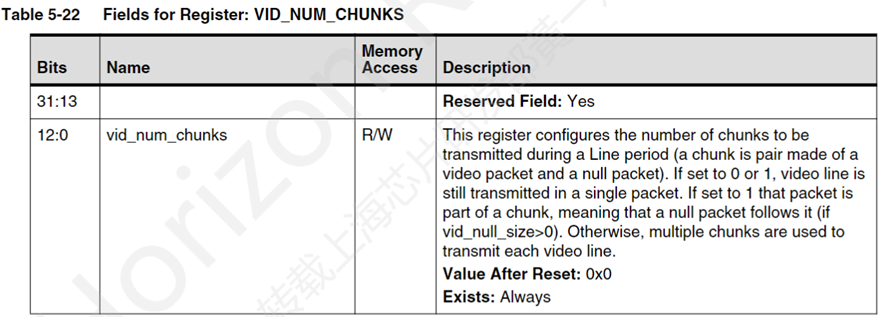 Table 5-22 Fields for Register: VID_NUM_CHUNKS
Bits Name Memory Access Description
31:13 Reserved Field: Yes
12:0 vid_num_chunks R/W This register configures the number of chunks to be
transmitted during a Line period (a chunk is pair made of a
video packet and a null packet). If set to 0 or 1, video line is
still transmitted in a single packet. If set to 1 that packet is
part of a chunk, meaning that a null packet follows it (if
vid_null_size>0). Otherwise, multiple chunks are used to
transmit each video line.
Value After Reset: 0x0
Exists: Always
Horizon
转载上海芯片研发部黄一